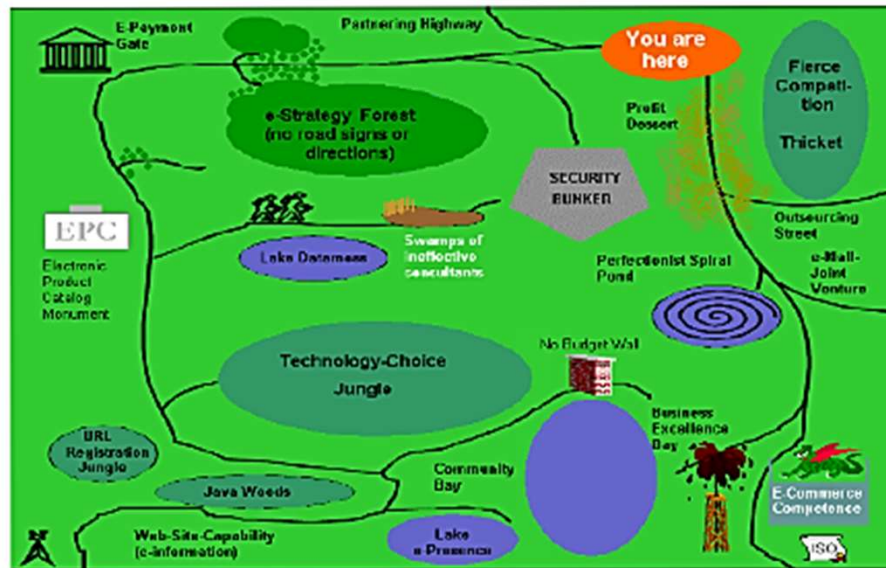 E-Payment
Gate
Partnering Highway
You are
here
Fierce
Competi-
tion
Thicket
Profit
Dessert
e-Strategy Forest
(no road signs or
directions)
SECURITY
BUNKER
EPC
Electronic
Product
Catalog
Monument
Lake Datamess
Swamps of
ineffective
consultants
Outsourcing
Street
Perfectionist Spiral
Pond
e-Mall-
Joint
Venture
No Budget Wall
Technology-Choice
Jungle
Business
Excellence
Bay
URL
Registration
Jungle
Community
Bay
Java Woods
E-Commerce
Competence
Web-Site-Capability
(e-information)
Lake
e-Presence
ISO